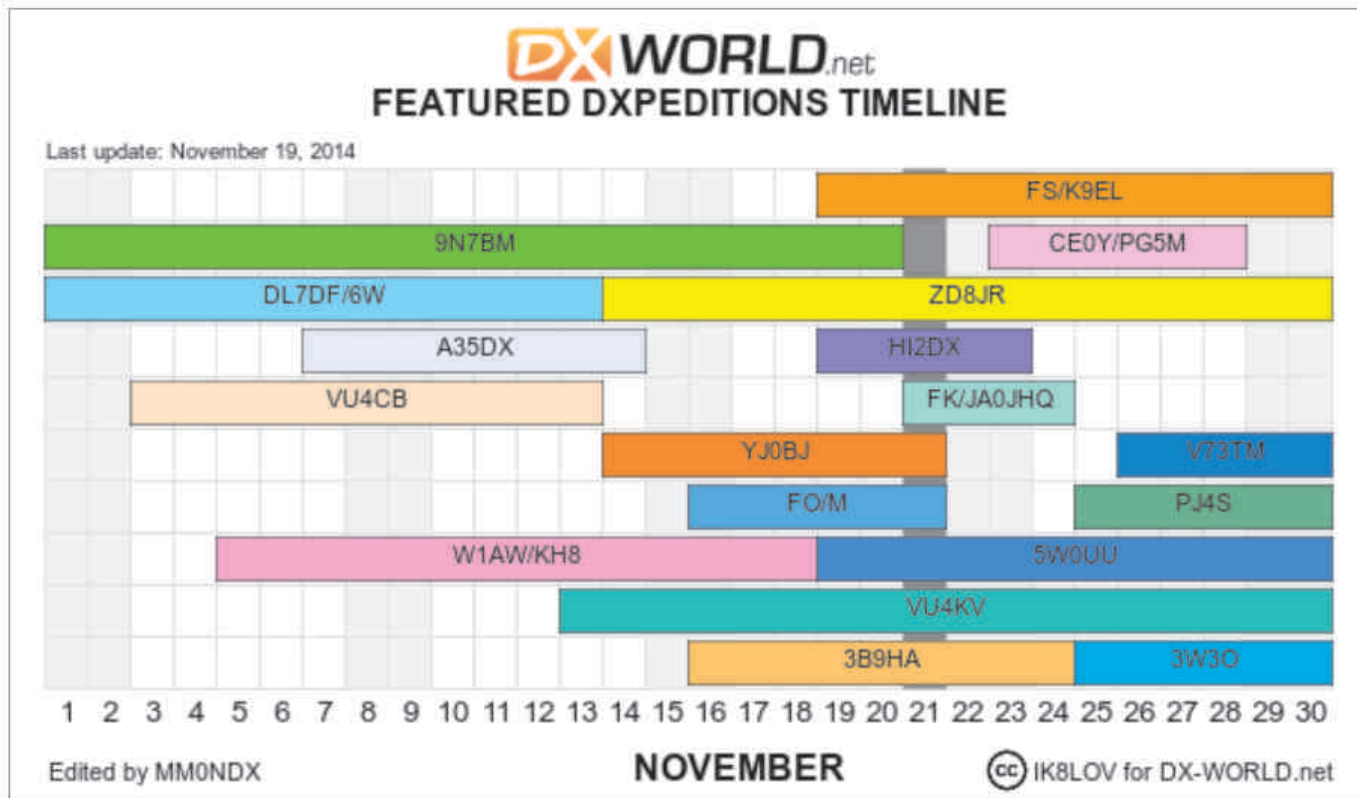 DX WORLD.net
FEATURED DXPEDITIONS TIMELINE
Last update: November 19, 2014
FS/K9EL
9N7BM CE0Y/PG5M
DL7DF/6W ZD8JR
A35DX HI2DX
VU4CB FK/JA0JHQ
YJ0BJ V73TM
FO/M PJ4S
W1AW/KH8 5W0UU
VU4KV
3B9HA 3W3O
1 2 3 4 5 6 7 8 9 10 11 12 13 14 15 16 17 18 19 20 21 22 23 24 25 26 27 28 29 30
Edited by MM0NDX NOVEMBER cc IK8LOV for DX-WORLD.net